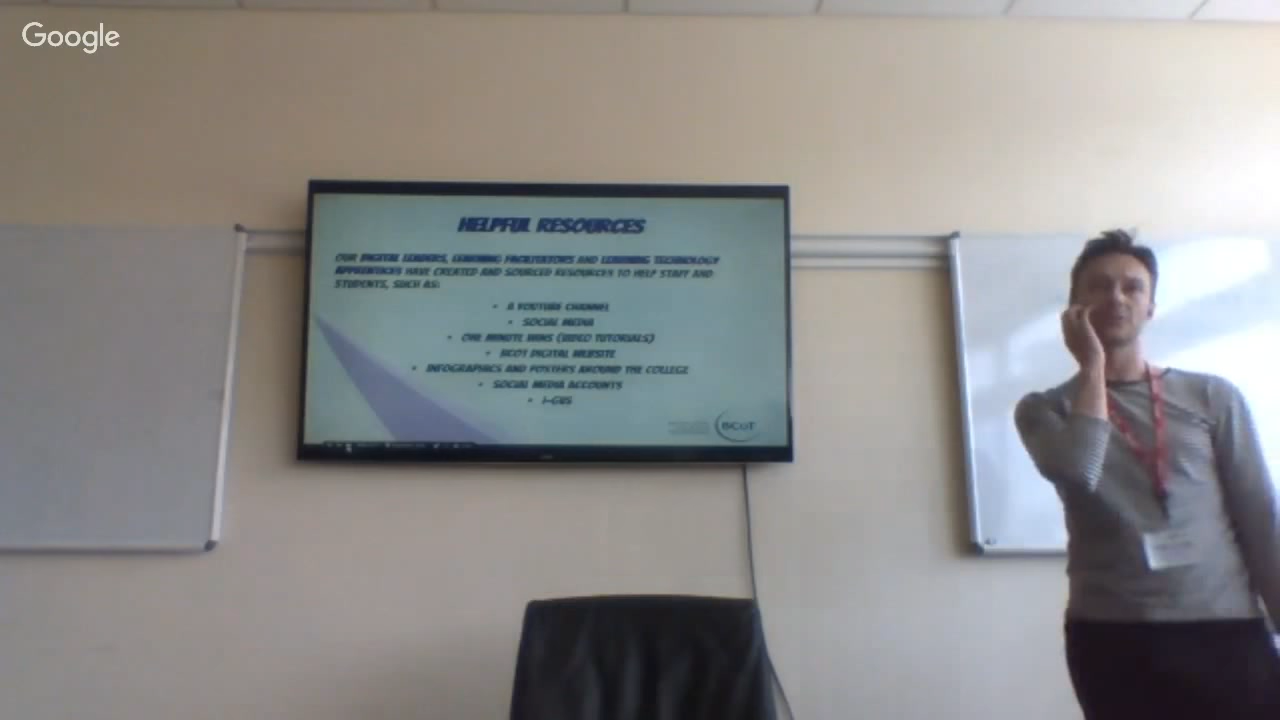 Google
HELPFUL RESOURCES
OUR DIGITAL LEADERS, LEARNING FACILITATORS AND LEARNING TECHNOLOGY
APPRENTICES HAVE CREATED AND SOURCED RESOURCES TO HELP STAFF AND
STUDENTS, SUCH AS:
• A YOUTUBE CHANNEL
• SOCIAL MEDIA
• ONE MINUTE WINS (VIDEO TUTORIALS)
• BCOT DIGITAL WEBSITE
• INFOGRAPHICS AND POSTERS AROUND THE COLLEGE
• SOCIAL MEDIA ACCOUNTS
• I-GUS
BCoT